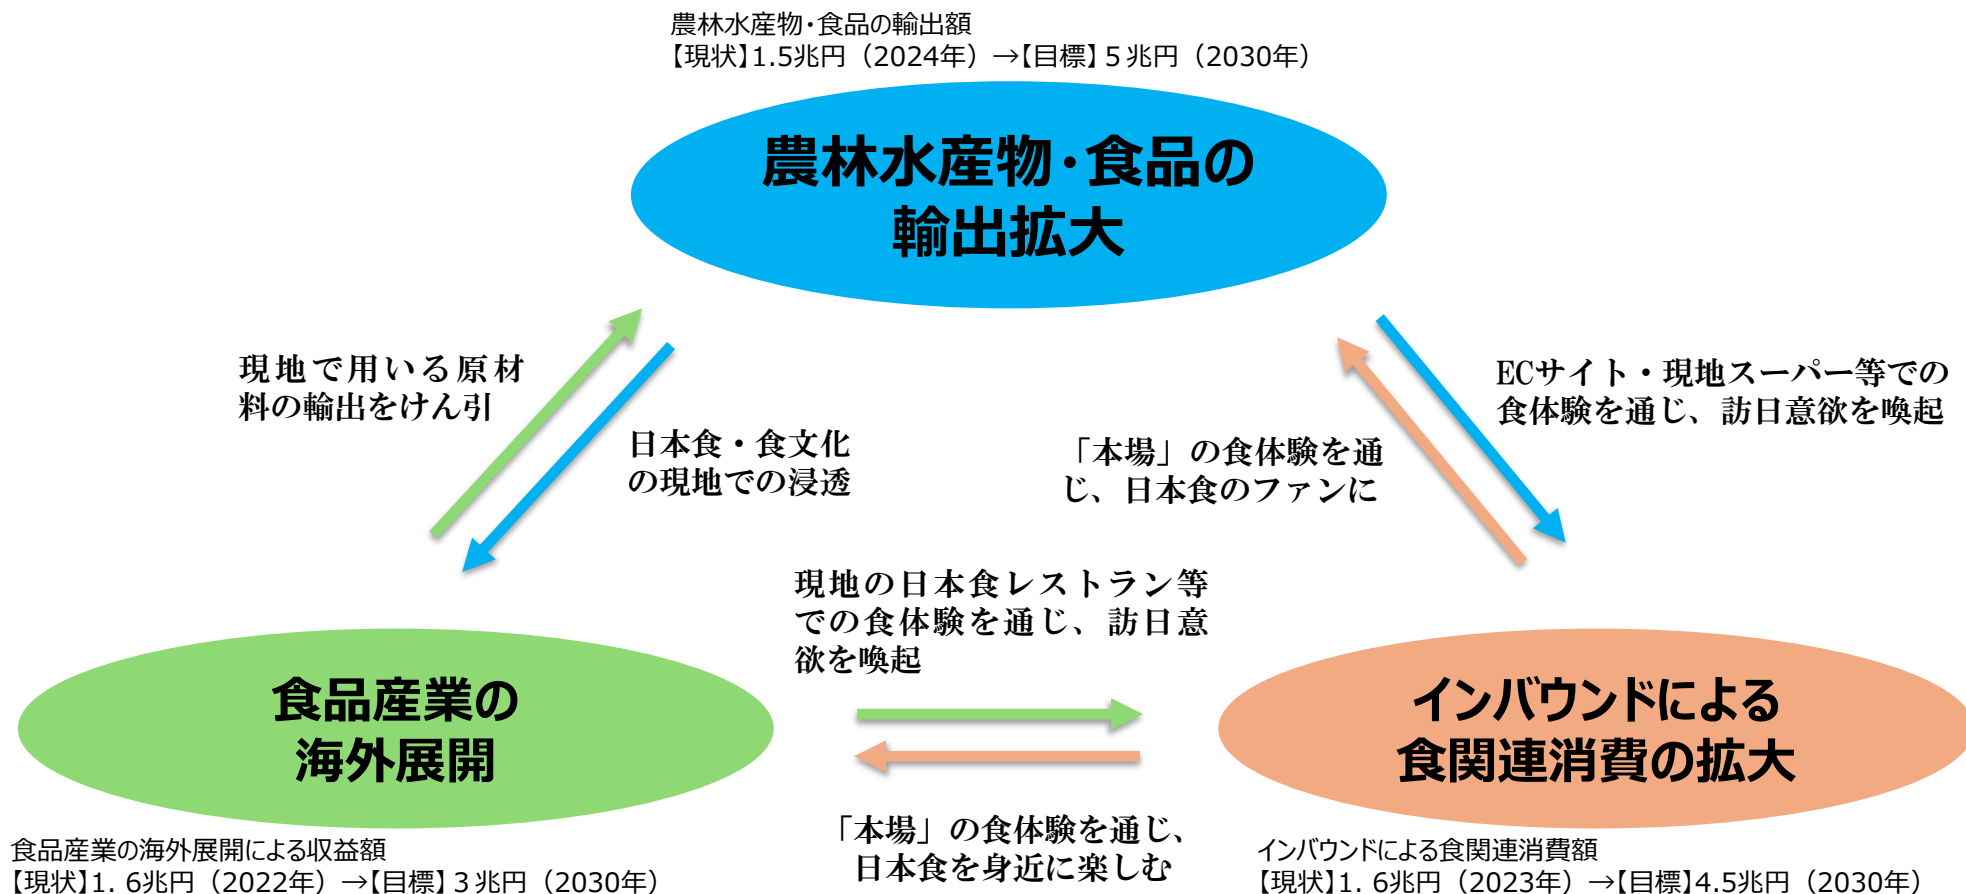 農林水産物・食品の輸出額
【現状】1.5兆円（2024年）→【目標】５兆円（2030年）
農林水産物・食品の
輸出拡大
現地で用いる原材
料の輸出をけん引
日本食・食文化
の現地での浸透
ECサイト・現地スーパー等での
食体験を通じ、訪日意欲を喚起
「本場」の食体験を通
じ、日本食のファンに
現地の日本食レストラン等
での食体験を通じ、訪日意
欲を喚起
食品産業の
海外展開
インバウンドによる
食関連消費の拡大
「本場」の食体験を通じ、
日本食を身近に楽しむ
食品産業の海外展開による収益額
【現状】1. 6兆円（2022年）→【目標】３兆円（2030年）
インバウンドによる食関連消費額
【現状】1. 6兆円（2023年）→【目標】4.5兆円（2030年）